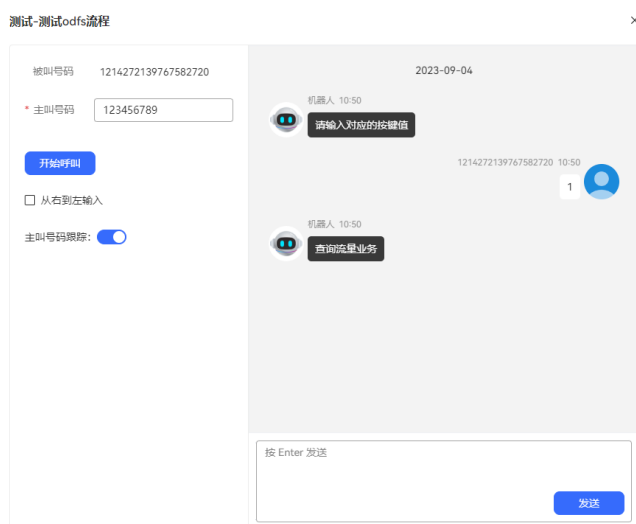 测试-测试odfs流程
被叫号码 1214272139767582720
* 主叫号码 123456789
开始呼叫
从右到左输入
主叫号码跟踪:
2023-09-04
机器人 10:50
请输入对应的按键值
1214272139767582720 10:50
1
机器人 10:50
查询流量业务
按 Enter 发送
发送